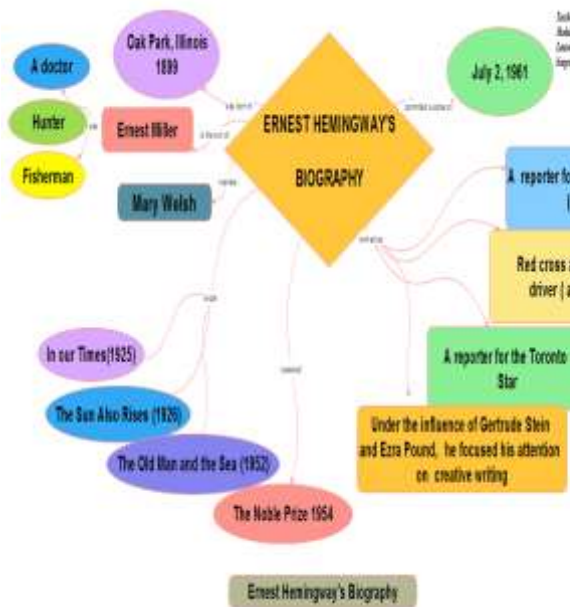 Oak Park, Illinois
1899
A doctor
Hunter
Fisherman
Ernest Miller
Mary Welsh
ERNEST HEMINGWAY'S
BIOGRAPHY
July 2, 1961
A reporter for
Red cross
driver ( a
A reporter for the Toronto
Star
Under the influence of Gertrude Stein
and Ezra Pound, he focused his attention
on creative writing
In our Times(1925)
The Sun Also Rises (1926)
The Old Man and the Sea (1952)
The Noble Prize 1954
Ernest Hemingway's Biography